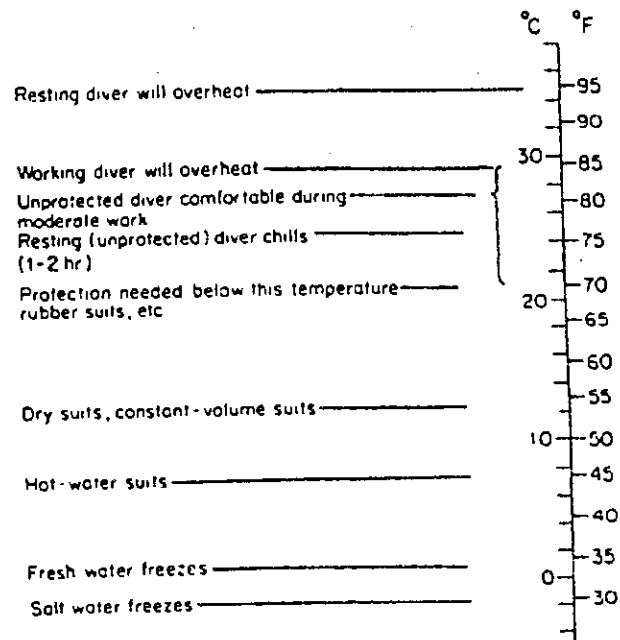 °C °F
Resting diver will overheat
95
90
Working diver will overheat
30
85
Unprotected diver comfortable during
80
moderate work
Resting (unprotected) diver chills
75
(1-2 hr)
70
Protection needed below this temperature
20
rubber suits, etc
65
60
55
Dry suits, constant-volume suits
10
50
45
Hot-water suits
40
35
Fresh water freezes
0
30
Salt water freezes